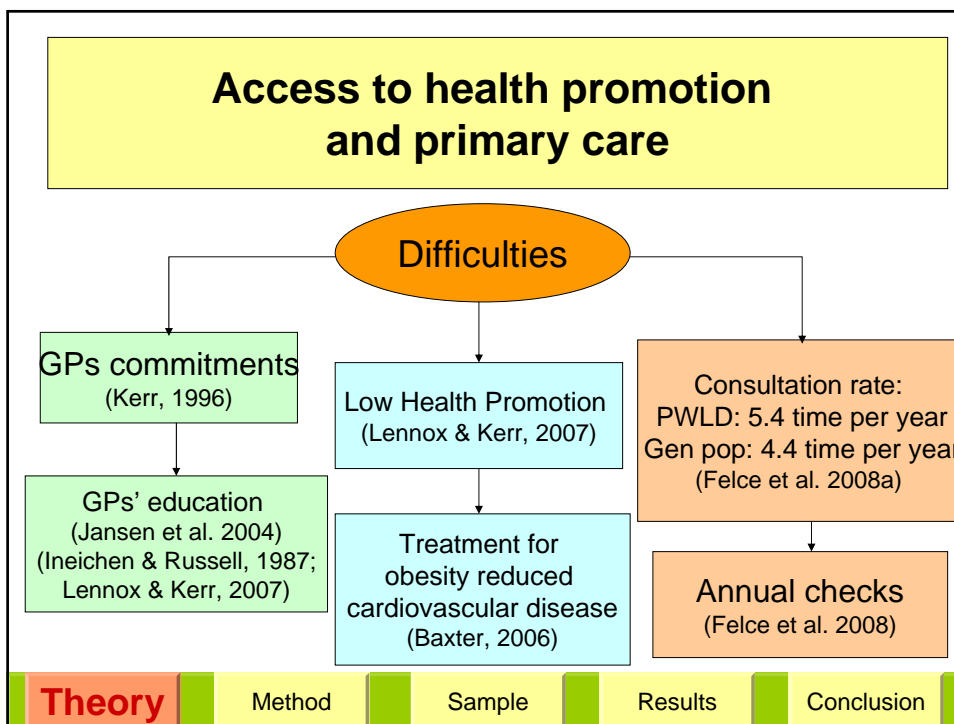 Access to health promotion
and primary care
Difficulties
GPs commitments
(Kerr, 1996)
GPs' education
(Jansen et al. 2004)
(Ineichen & Russell, 1987;
Lennox & Kerr, 2007)
Low Health Promotion
(Lennox & Kerr, 2007)
Treatment for
obesity reduced
cardiovascular disease
(Baxter, 2006)
Consultation rate:
PWLD: 5.4 time per year
Gen pop: 4.4 time per year
(Felce et al. 2008a)
Annual checks
(Felce et al. 2008)
Theory Method Sample Results Conclusion